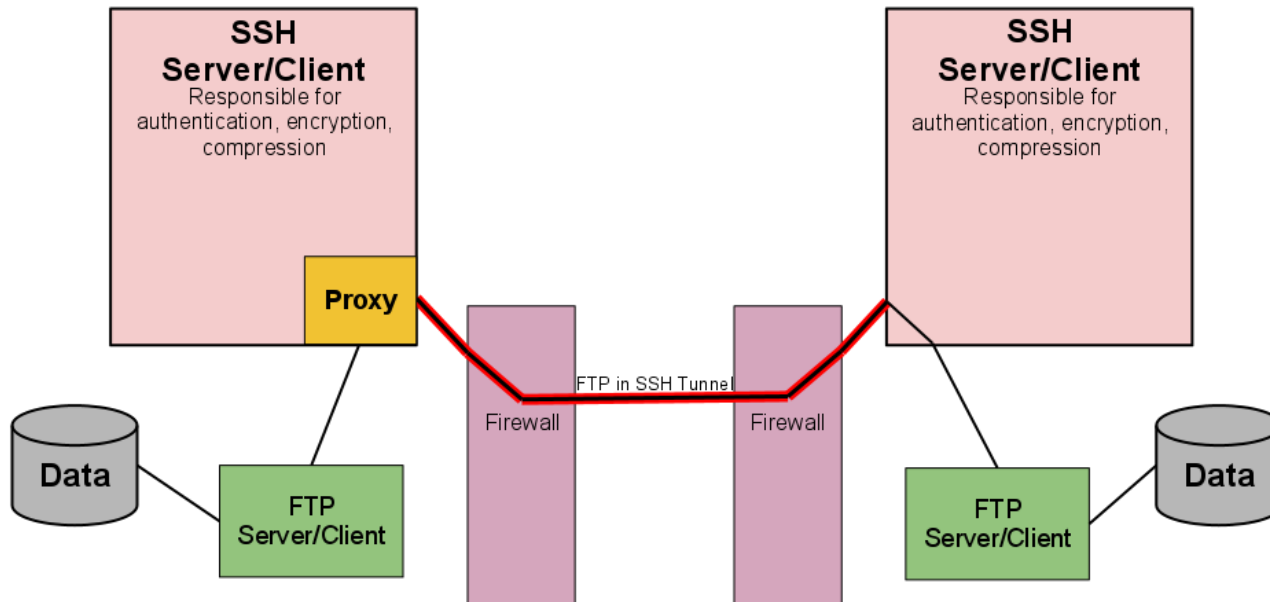 SSH
Server/Client
Responsible for
authentication, encryption,
compression
Proxy
Data
FTP
Server/Client
Firewall
FTP in SSH Tunnel
Firewall
SSH
Server/Client
Responsible for
authentication, encryption,
compression
FTP
Server/Client
Data